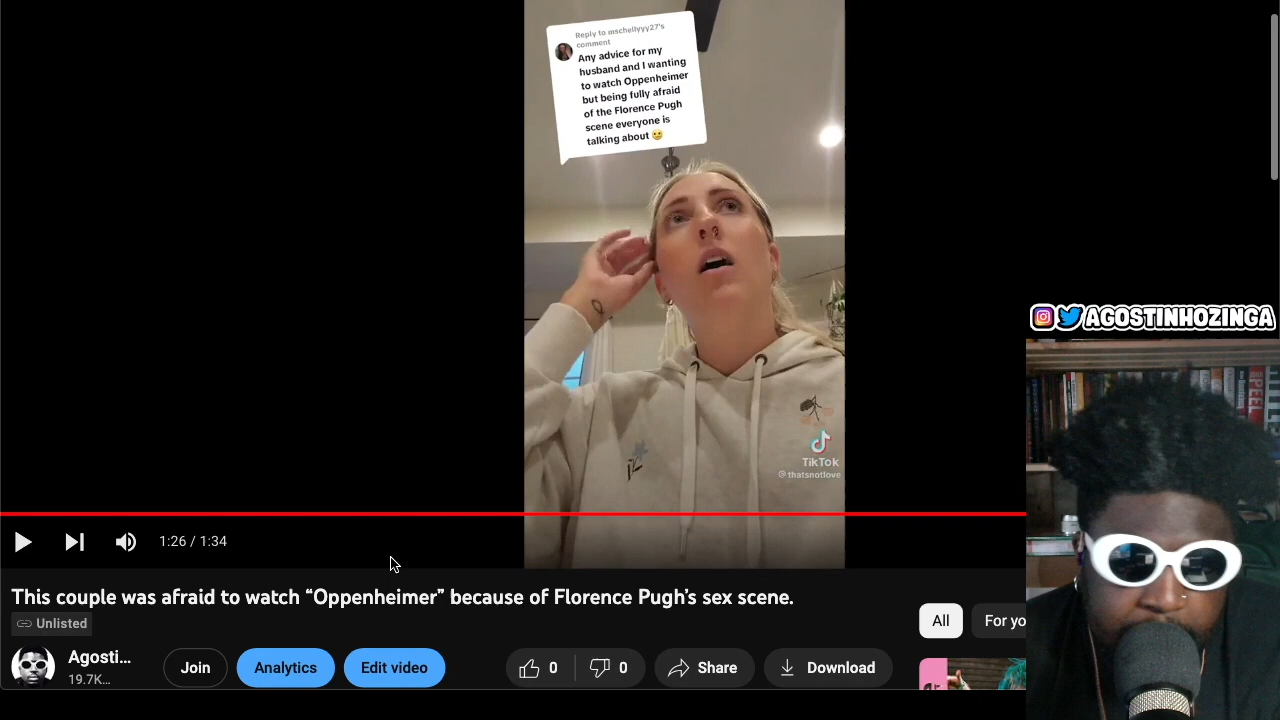 Reply to mschellyyy27's
comment
Any advice for my
husband and I wanting
to watch Oppenheimer
but being fully afraid
of the Florence Pugh
scene everyone is
talking about
TikTok
@thatsnotlove
AGOSTINHOZINGA
PEEL
1:26 / 1:34
This couple was afraid to watch “Oppenheimer” because of Florence Pugh's sex scene.
Unlisted
All
For yo
Agosti...
19.7K...
Join
Analytics
Edit video
0
0
Share
Download